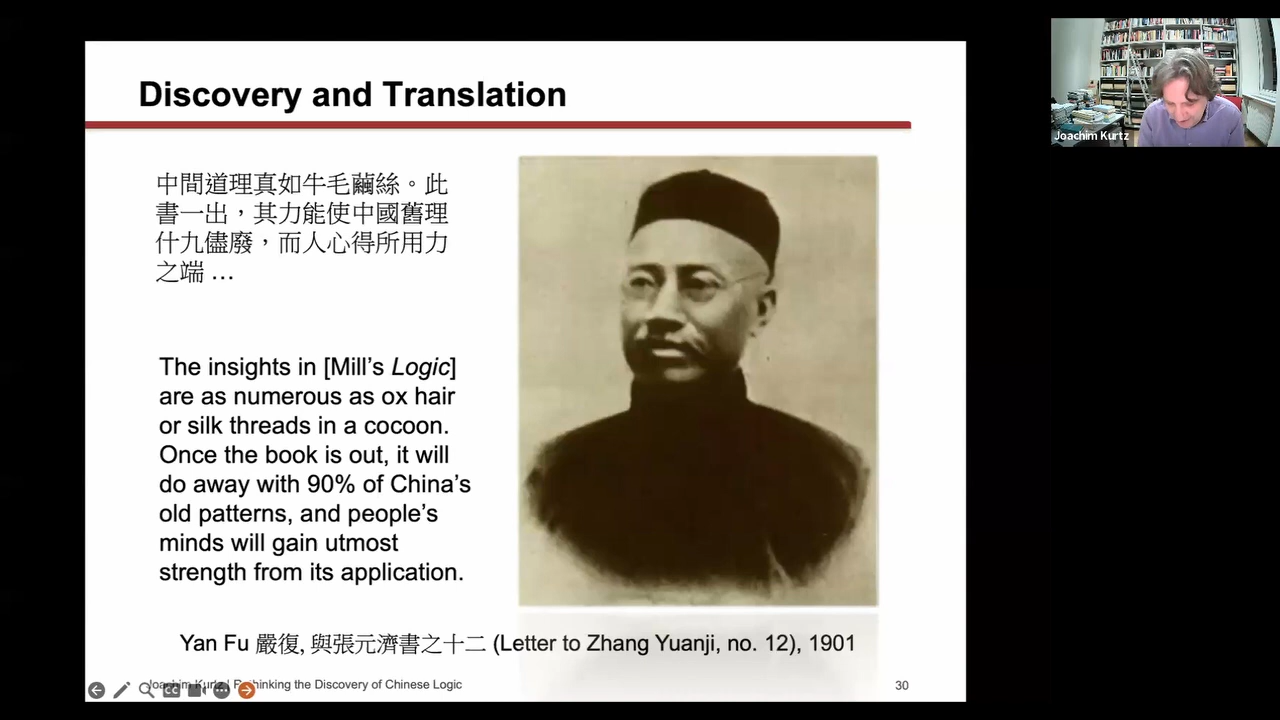 Discovery and Translation
中間道理真如牛毛繭絲。此
書一出，其力能使中國舊理
什九儘廢，而人心得所用力
之端 …
The insights in [Mill’s Logic]
are as numerous as ox hair
or silk threads in a cocoon.
Once the book is out, it will
do away with 90% of China’s
old patterns, and people’s
minds will gain utmost
strength from its application.
Yan Fu 嚴復, 與張元濟書之十二 (Letter to Zhang Yuanji, no. 12), 1901
Joachim Kurtz | Rethinking the Discovery of Chinese Logic
30
Joachim Kurtz